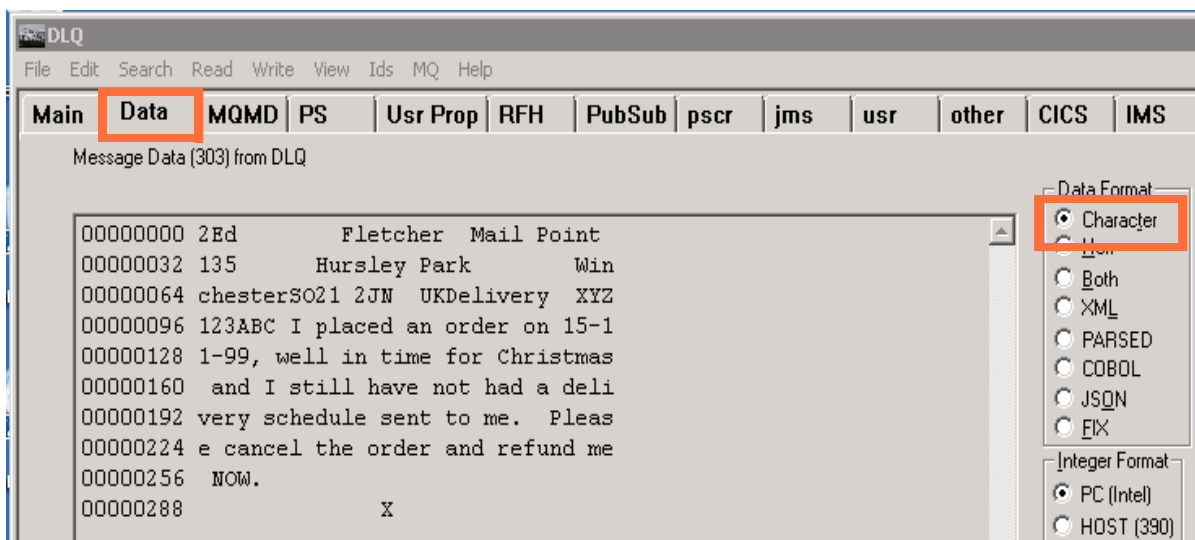 DLQ
File Edit Search Read Write View Ids MQ Help
Main Data MQMD PS Usr Prop RFH PubSub pscr jms usr other CICS IMS
Message Data (303) from DLQ
Data Format
00000000 2Ed        Fletcher  Mail Point
Character
00000032 135      Hursley Park        Win
00000064 chesterSO21 2JN  UKDelivery  XYZ
Both
00000096 123ABC I placed an order on 15-1
XML
00000128 1-99, well in time for Christmas
PARSED
00000160  and I still have not had a deli
COBOL
00000192 very schedule sent to me.  Pleas
JSON
00000224 e cancel the order and refund me
FIX
00000256  NOW.
Integer Format
PC (Intel)
00000288               X
HOST (390)